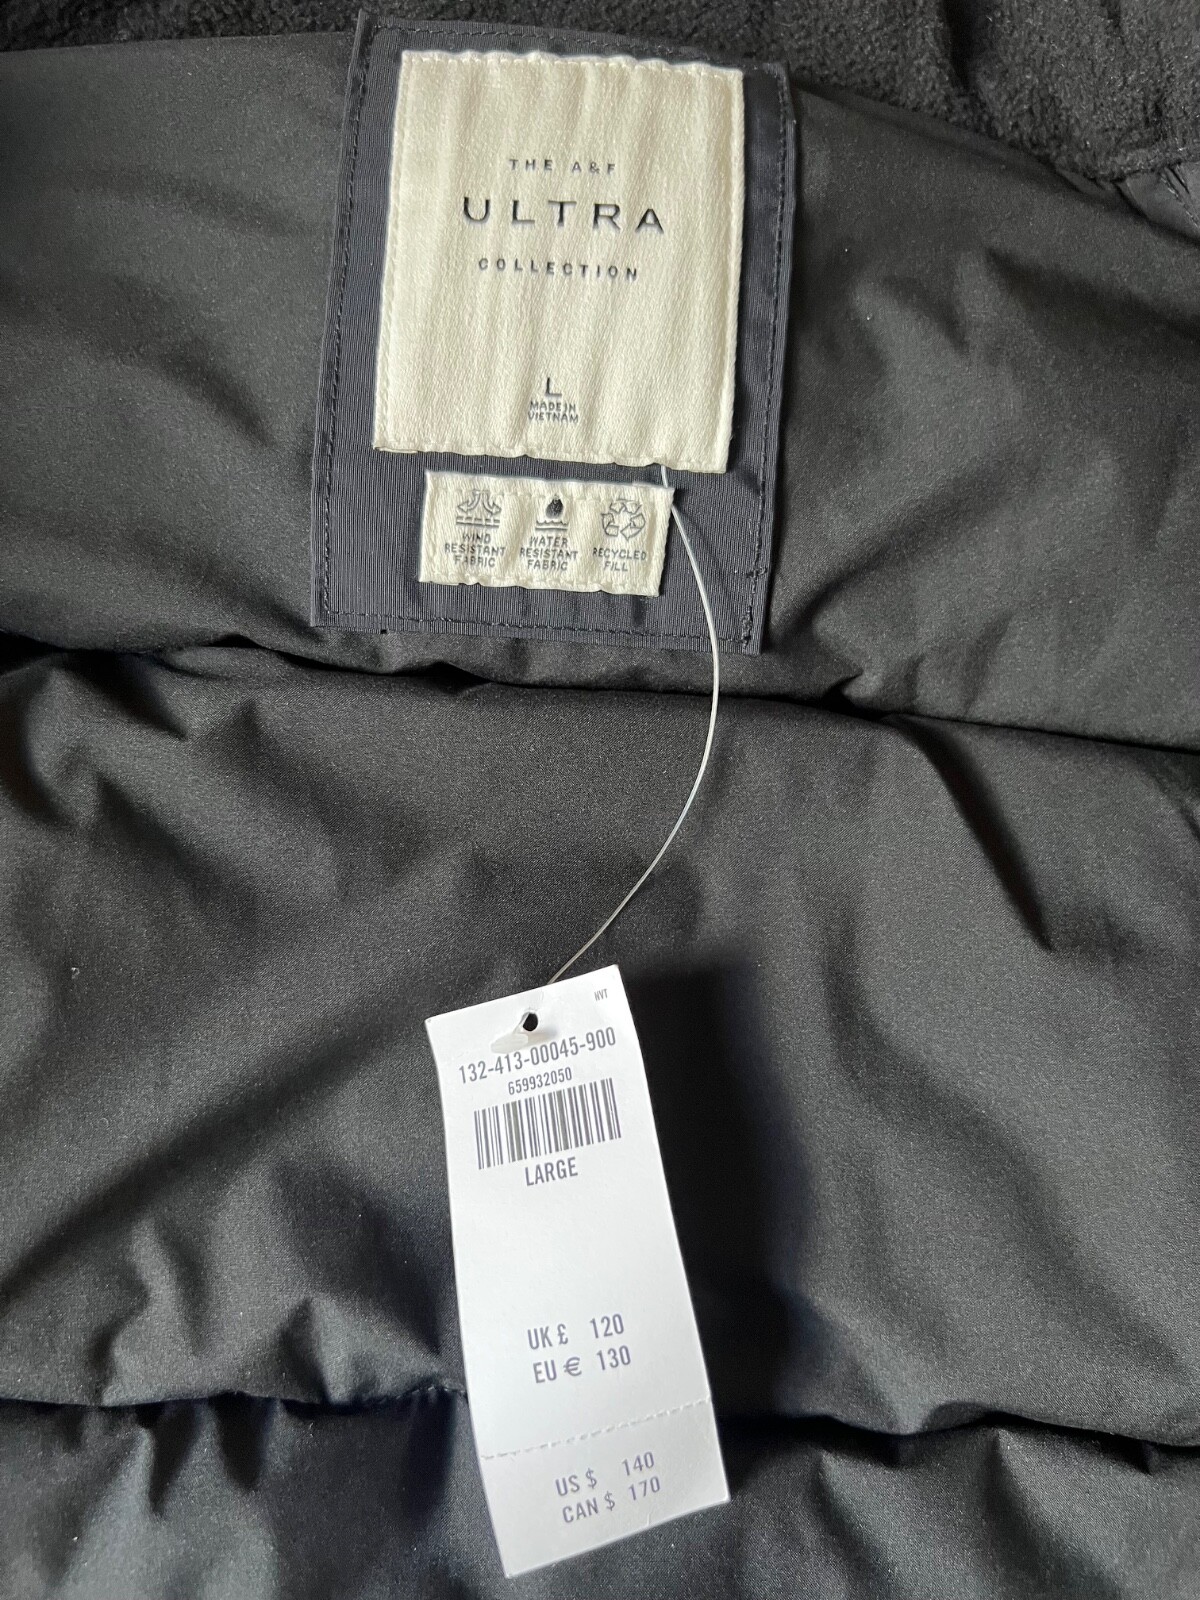 THE A&F
ULTRA
COLLECTION
L
MADE IN
VIETNAM
WIND
RESISTANT
FABRIC
WATER
RESISTANT
FABRIC
RECYCLED
FILL
NVT
132-413-00045-900
659932050
LARGE
UK £ 120
EU € 130
US $ 140
CAN $ 170